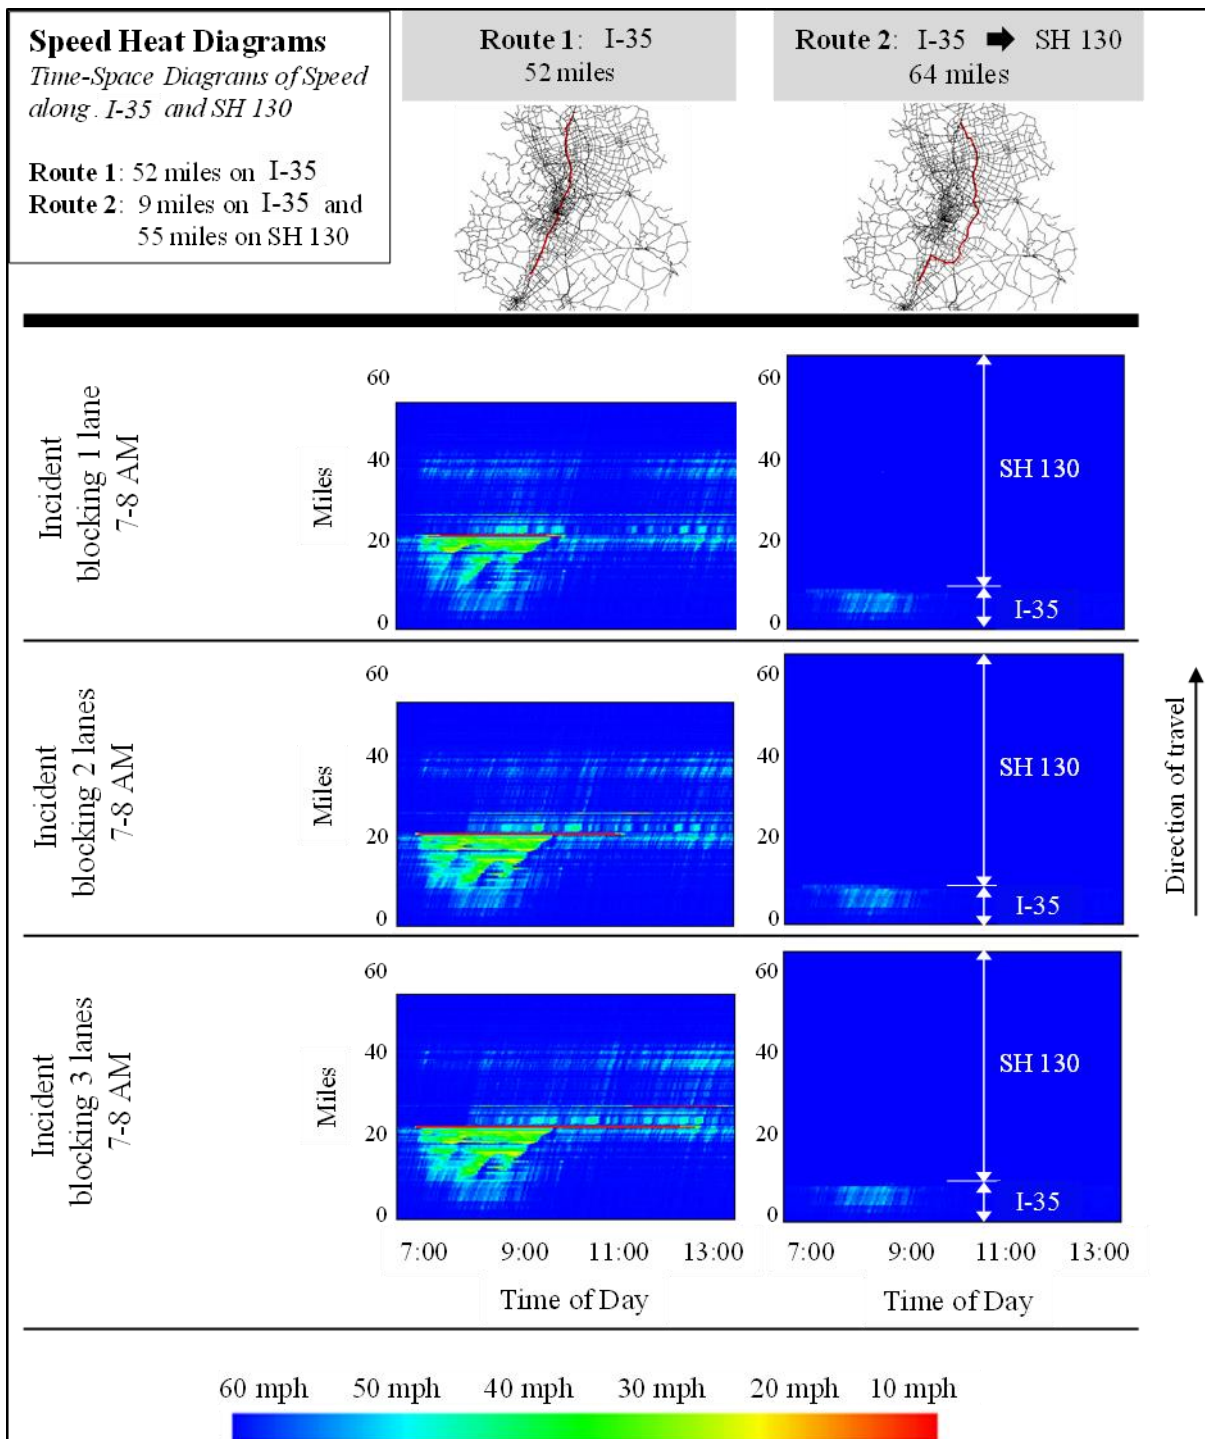 Speed Heat Diagrams
Time-Space Diagrams of Speed
along . I-35 and SH 130
Route 1: 52 miles on I-35
Route 2: 9 miles on I-35 and
55 miles on SH 130
Route 1: I-35
52 miles
Route 2: I-35 ➡ SH 130
64 miles
Incident
blocking 1 lane
7-8 AM
Miles
60
40
20
0
60
40
20
0
SH 130
I-35
Incident
blocking 2 lanes
7-8 AM
Miles
60
40
20
0
60
40
20
0
SH 130
I-35
Direction of travel
Incident
blocking 3 lanes
7-8 AM
Miles
60
40
20
0
60
40
20
0
SH 130
I-35
7:00 9:00 11:00 13:00
Time of Day
7:00 9:00 11:00 13:00
Time of Day
60 mph 50 mph 40 mph 30 mph 20 mph 10 mph